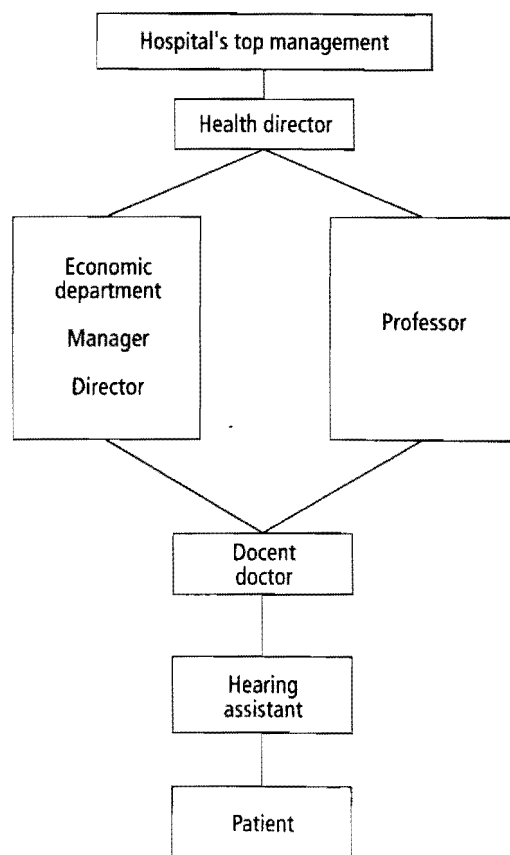 Hospital's top management
Health director
Economic
department
Manager
Director
Professor
Docent
doctor
Hearing
assistant
Patient